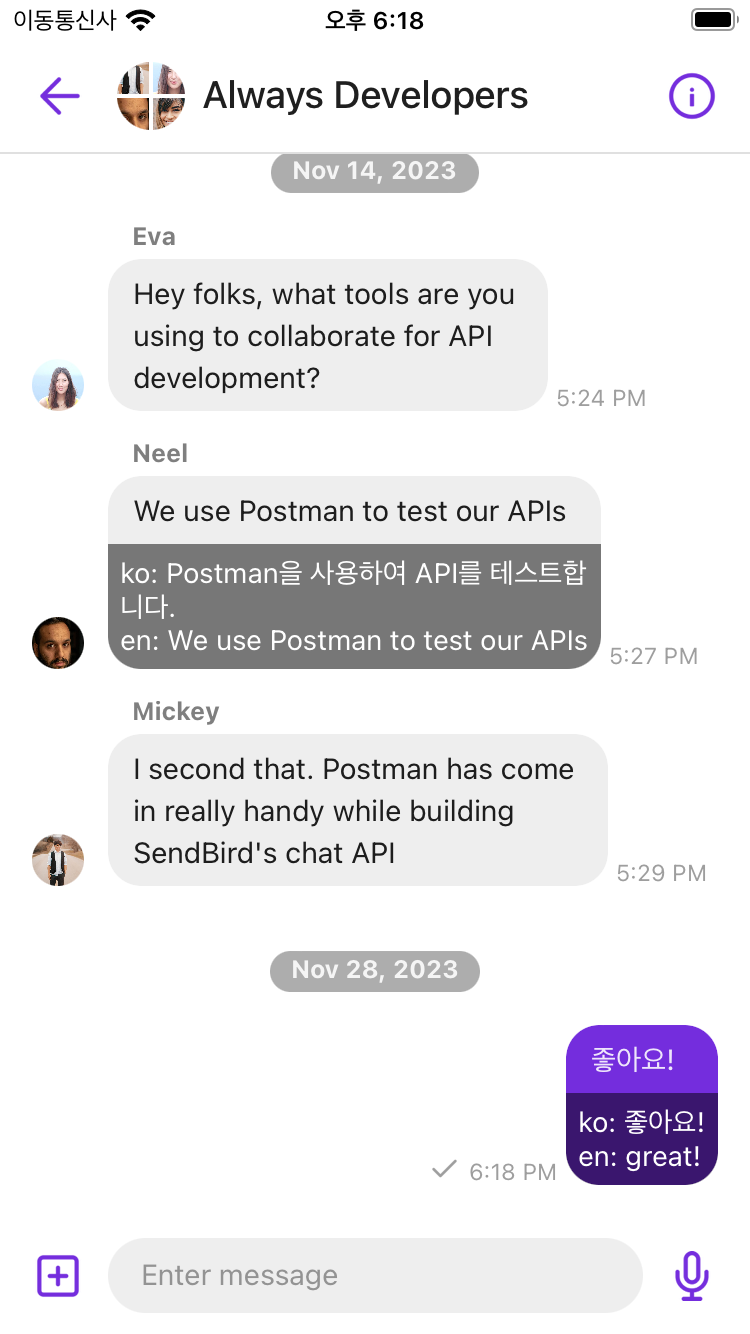 이동통신사 오후 6:18
Always Developers
Nov 14, 2023
Eva
Hey folks, what tools are you
using to collaborate for API
development?
5:24 PM
Neel
We use Postman to test our APIs
ko: Postman을 사용하여 API를 테스트합
니다.
en: We use Postman to test our APIs
5:27 PM
Mickey
I second that. Postman has come
in really handy while building
SendBird's chat API
5:29 PM
Nov 28, 2023
좋아요!
ko: 좋아요!
en: great!
6:18 PM
Enter message